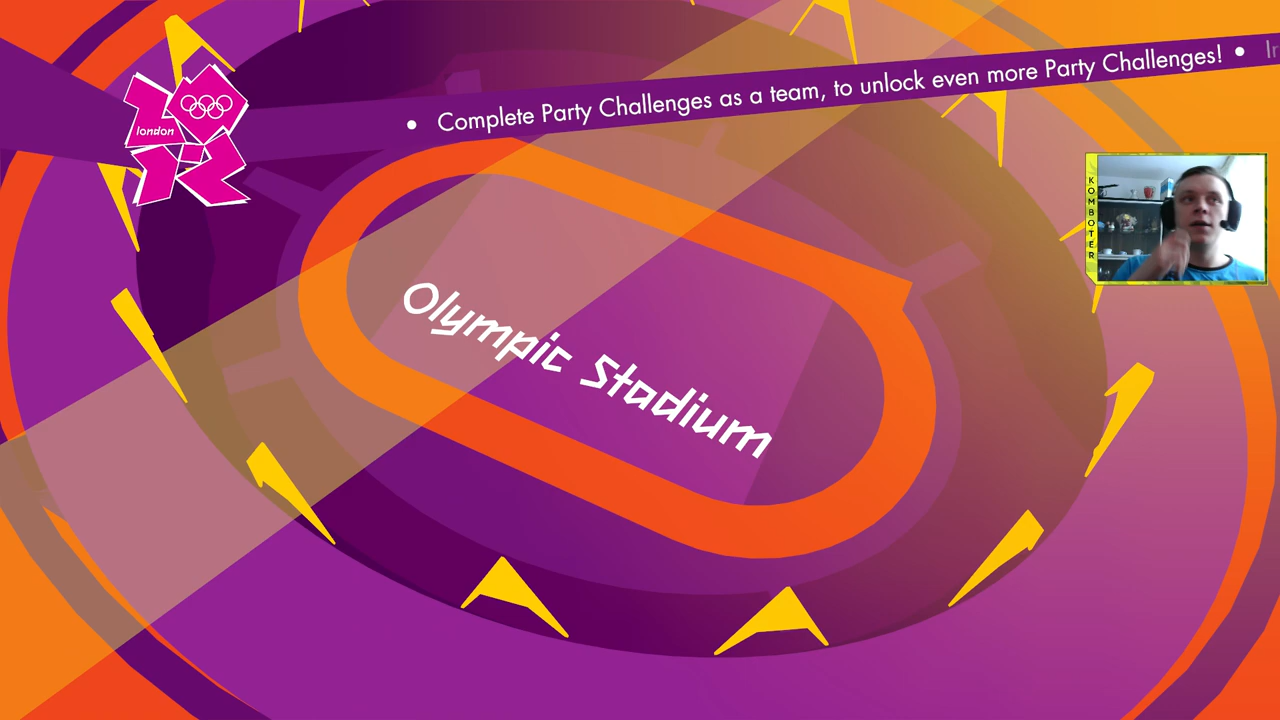 • Complete Party Challenges as a team, to unlock even more Party Challenges! •
london
KOMBOTER
Olympic Stadium